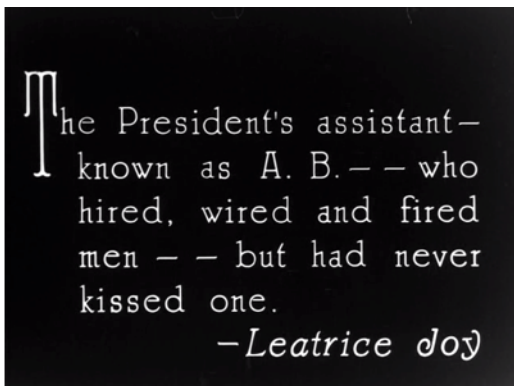 The President's assistant—
known as A. B. — — who
hired, wired and fired
men — — but had never
kissed one.
—Leatrice Joy